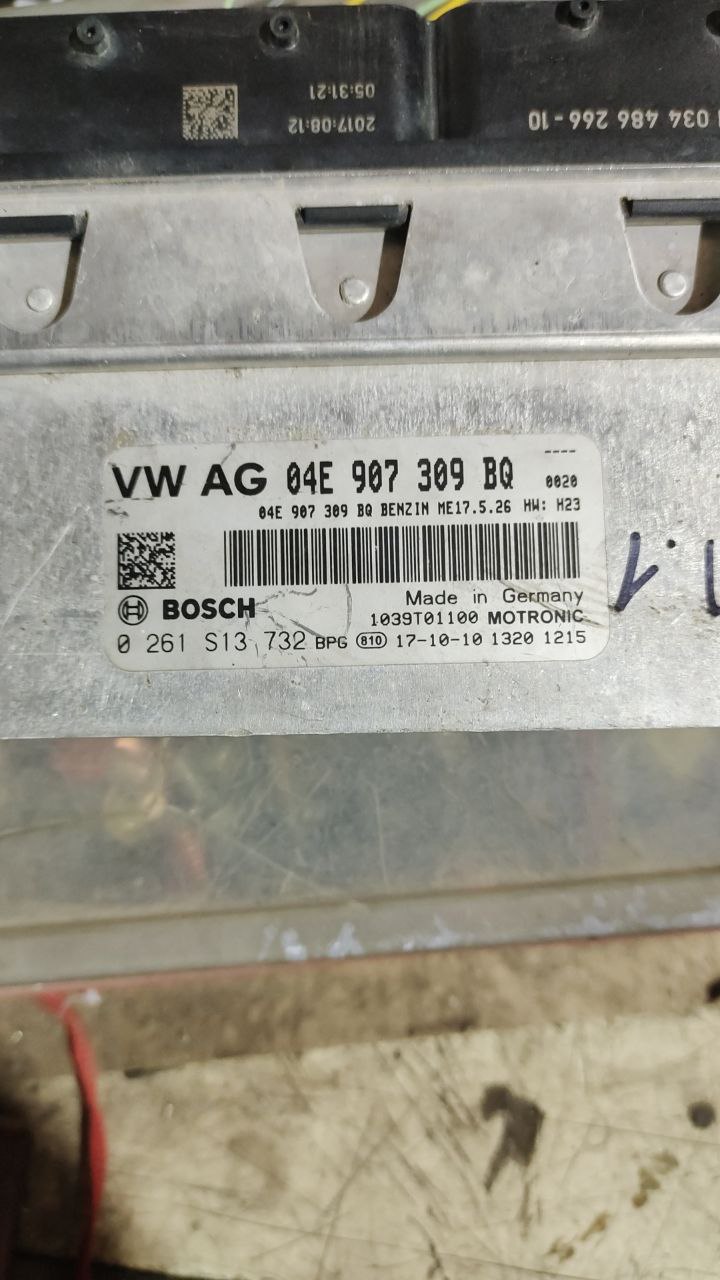 05:31:21
2017:08:12
034 486 266-10
----
VW AG 04E 907 309 BQ 0020
04E 907 309 BQ BENZIN ME17.5.26 HW: H23
BOSCH
Made in Germany
1039T01100 MOTRONIC
0 261 S13 732 BPG 810 17-10-10 1320 1215